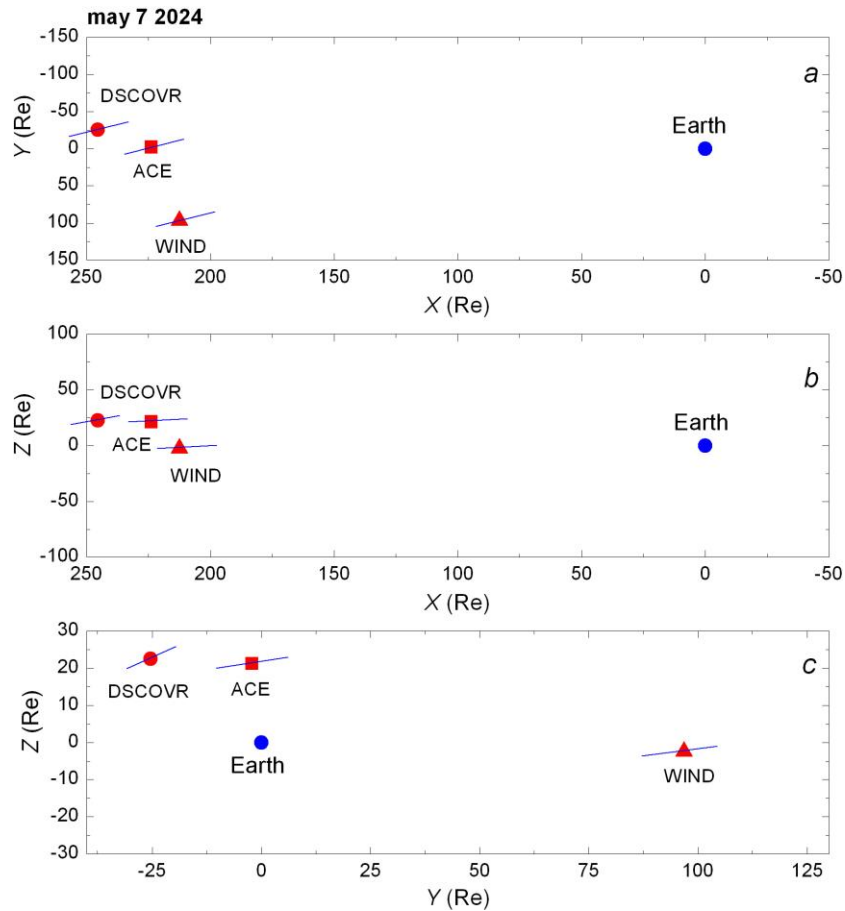 may 7 2024
-150
-100
-50
0
50
100
150
Y (Re)
DSCOVR
ACE
WIND
Earth
a
250 200 150 100 50 0 -50
X (Re)
100
50
0
-50
-100
Z (Re)
DSCOVR
ACE
WIND
Earth
b
250 200 150 100 50 0 -50
X (Re)
30
20
10
0
-10
-20
-30
Z (Re)
DSCOVR
ACE
Earth
WIND
c
-25 0 25 50 75 100 125
Y (Re)